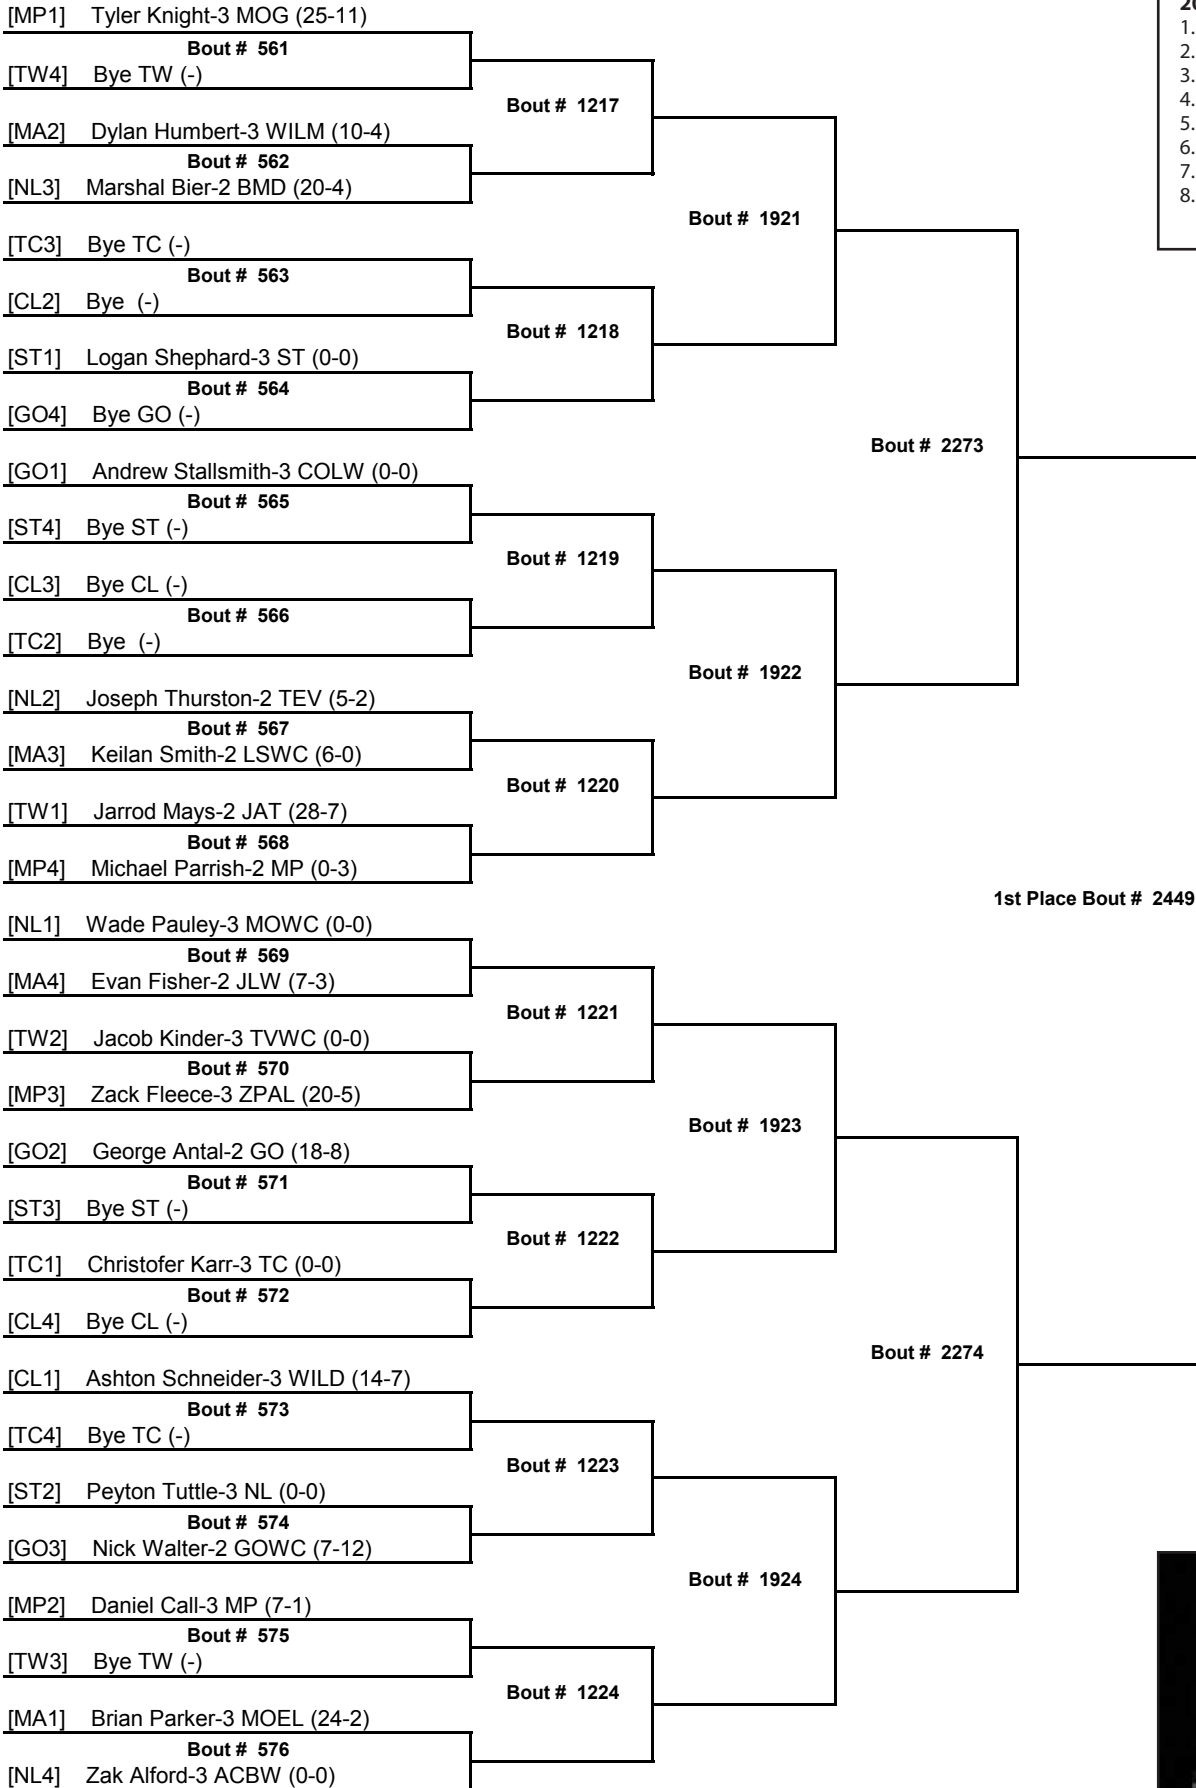 [MP1] Tyler Knight-3 MOG (25-11)
Bout # 561
[TW4] Bye TW (-)
Bout # 1217
[MA2] Dylan Humbert-3 WILM (10-4)
Bout # 562
[NL3] Marshal Bier-2 BMD (20-4)
Bout # 1921
[TC3] Bye TC (-)
Bout # 563
[CL2] Bye (-)
Bout # 1218
[ST1] Logan Shephard-3 ST (0-0)
Bout # 564
[GO4] Bye GO (-)
Bout # 2273
[GO1] Andrew Stallsmith-3 COLW (0-0)
Bout # 565
[ST4] Bye ST (-)
Bout # 1219
[CL3] Bye CL (-)
Bout # 566
[TC2] Bye (-)
Bout # 1922
[NL2] Joseph Thurston-2 TEV (5-2)
Bout # 567
[MA3] Keilan Smith-2 LSWC (6-0)
Bout # 1220
[TW1] Jarrod Mays-2 JAT (28-7)
Bout # 568
[MP4] Michael Parrish-2 MP (0-3)
1st Place Bout # 2449
[NL1] Wade Pauley-3 MOWC (0-0)
Bout # 569
[MA4] Evan Fisher-2 JLW (7-3)
Bout # 1221
[TW2] Jacob Kinder-3 TVWC (0-0)
Bout # 570
[MP3] Zack Fleece-3 ZPAL (20-5)
Bout # 1923
[GO2] George Antal-2 GO (18-8)
Bout # 571
[ST3] Bye ST (-)
Bout # 1222
[TC1] Christofer Karr-3 TC (0-0)
Bout # 572
[CL4] Bye CL (-)
Bout # 2274
[CL1] Ashton Schneider-3 WILD (14-7)
Bout # 573
[TC4] Bye TC (-)
Bout # 1223
[ST2] Peyton Tuttle-3 NL (0-0)
Bout # 574
[GO3] Nick Walter-2 GOWC (7-12)
Bout # 1924
[MP2] Daniel Call-3 MP (7-1)
Bout # 575
[TW3] Bye TW (-)
Bout # 1224
[MA1] Brian Parker-3 MOEL (24-2)
Bout # 576
[NL4] Zak Alford-3 ACBW (0-0)
1.
2.
3.
4.
5.
6.
7.
8.